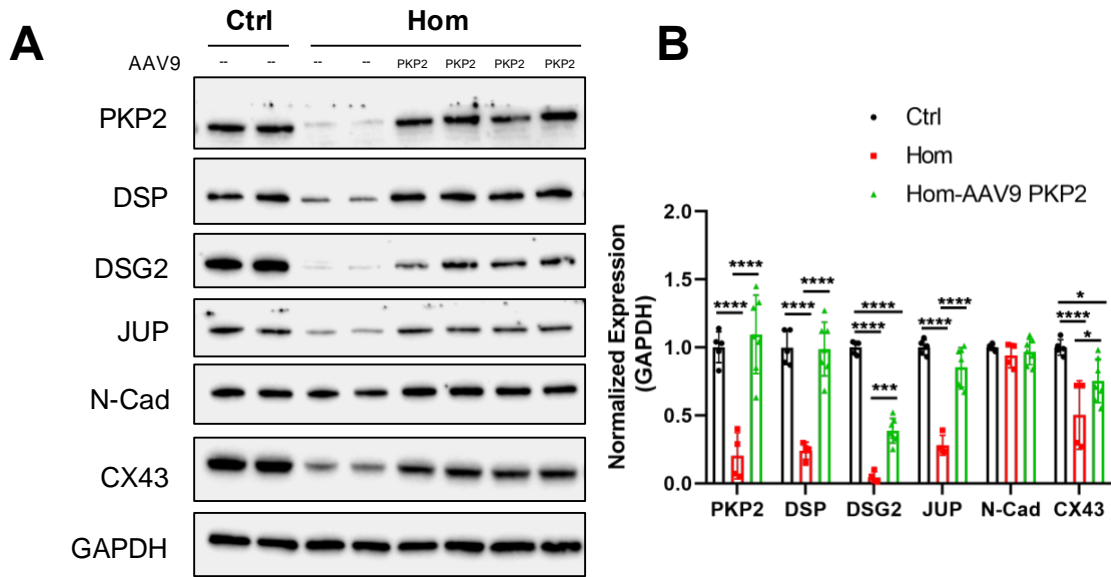 A
Ctrl Hom
AAV9 -- -- -- -- PKP2 PKP2 PKP2 PKP2
PKP2
DSP
DSG2
JUP
N-Cad
CX43
GAPDH
B
Ctrl
Hom
Hom-AAV9 PKP2
Normalized Expression
(GAPDH)
2.0
1.5
1.0
0.5
0.0
**** ****
**** ****
**** **** ***
**** ****
* **** *
PKP2 DSP DSG2 JUP N-Cad CX43